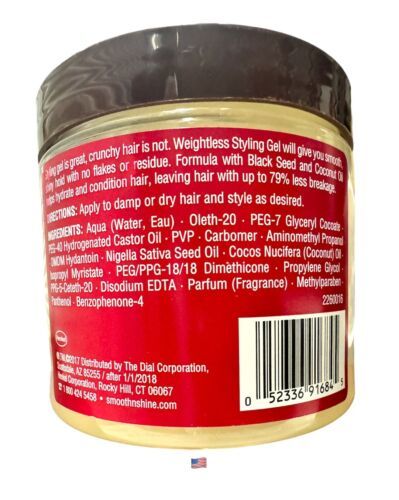 ling gel is great, crunchy hair is not. Weightless Styling Gel will give you smooth,
shiny hold with no flakes or residue. Formula with Black Seed and Coconut Oil
helps hydrate and condition hair, leaving hair with up to 79% less breakage.
DIRECTIONS: Apply to damp or dry hair and style as desired.
INGREDIENTS: Aqua (Water, Eau) · Oleth-20 · PEG-7 Glyceryl Cocoate ·
PEG-40 Hydrogenated Castor Oil · PVP · Carbomer · Aminomethyl Propanol
· DMDM Hydantoin · Nigella Sativa Seed Oil · Cocos Nucifera (Coconut) Oil ·
Isopropyl Myristate · PEG/PPG-18/18 Dimethicone · Propylene Glycol ·
PPG-5-Ceteth-20 · Disodium EDTA · Parfum (Fragrance) · Methylparaben ·
Panthenol · Benzophenone-4
2260016
Henkel
©2017 Distributed by The Dial Corporation,
Scottsdale, AZ 85255 / after 1/1/2018
Henkel Corporation, Rocky Hill, CT 06067
1 800 424 5458 · smoothnshine.com
0 52336 91684 5